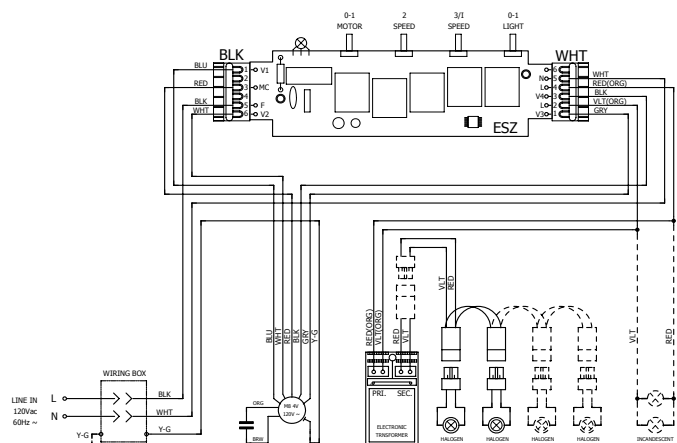 0-1
MOTOR
2
SPEED
3/I
SPEED
0-1
LIGHT
BLK
WHT
BLU
RED
BLK
WHT
1
2
3
4
5
6
V1
MC
F
V2
ESZ
N
L
V4
L
V3
6
5
4
3
2
1
WHT
RED(ORG)
BLK
VLT(ORG)
GRY
BLU
WHT
RED
BLK
GRY
Y-G
RED(ORG)
VLT(ORG)
RED
VLT
VLT
RED
VLT
RED
WIRING BOX
LINE IN
120Vac
60Hz ~
L
N
Y-G
BLK
WHT
Y-G
ORG
BRW
MB 4V
120V ~
PRI.
SEC.
ELECTRONIC
TRNSFORMER
HALOGEN
HALOGEN
HALOGEN
HALOGEN
INCANDESCENT